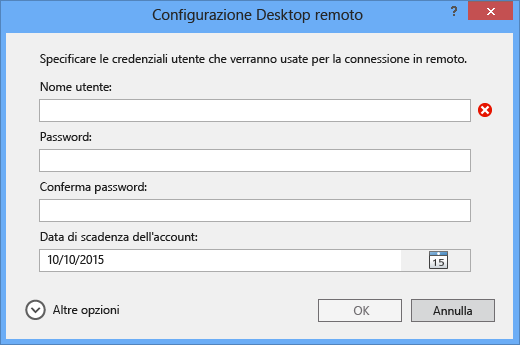 Configurazione Desktop remoto
?
Specificare le credenziali utente che verranno usate per la connessione in remoto.
Nome utente:
Password:
Conferma password:
Data di scadenza dell'account:
10/10/2015
15
Altre opzioni
OK
Annulla